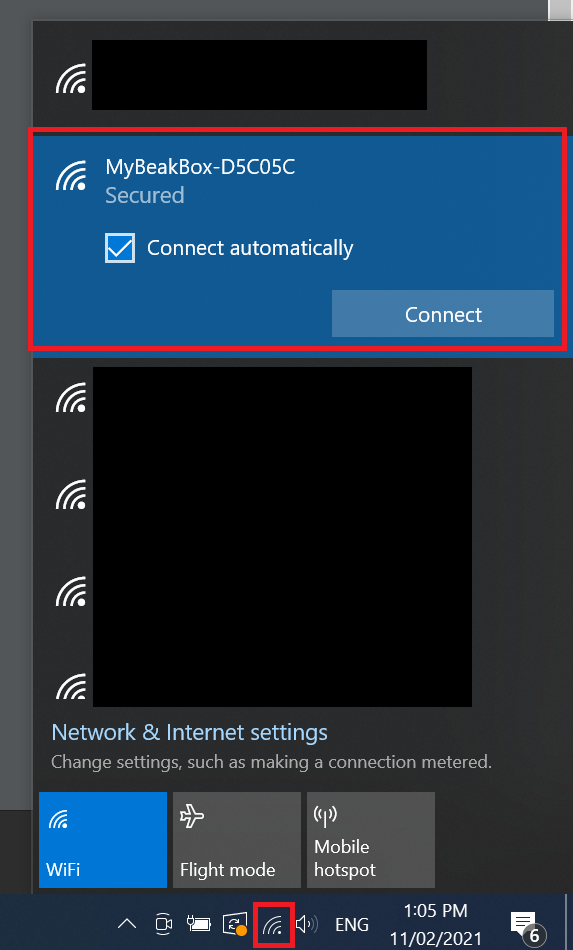 MyBeakBox-D5C05C
Secured
Connect automatically
Connect
Network & Internet settings
Change settings, such as making a connection metered.
WiFi
Flight mode
Mobile
hotspot
ENG
1:05 PM
11/02/2021
6